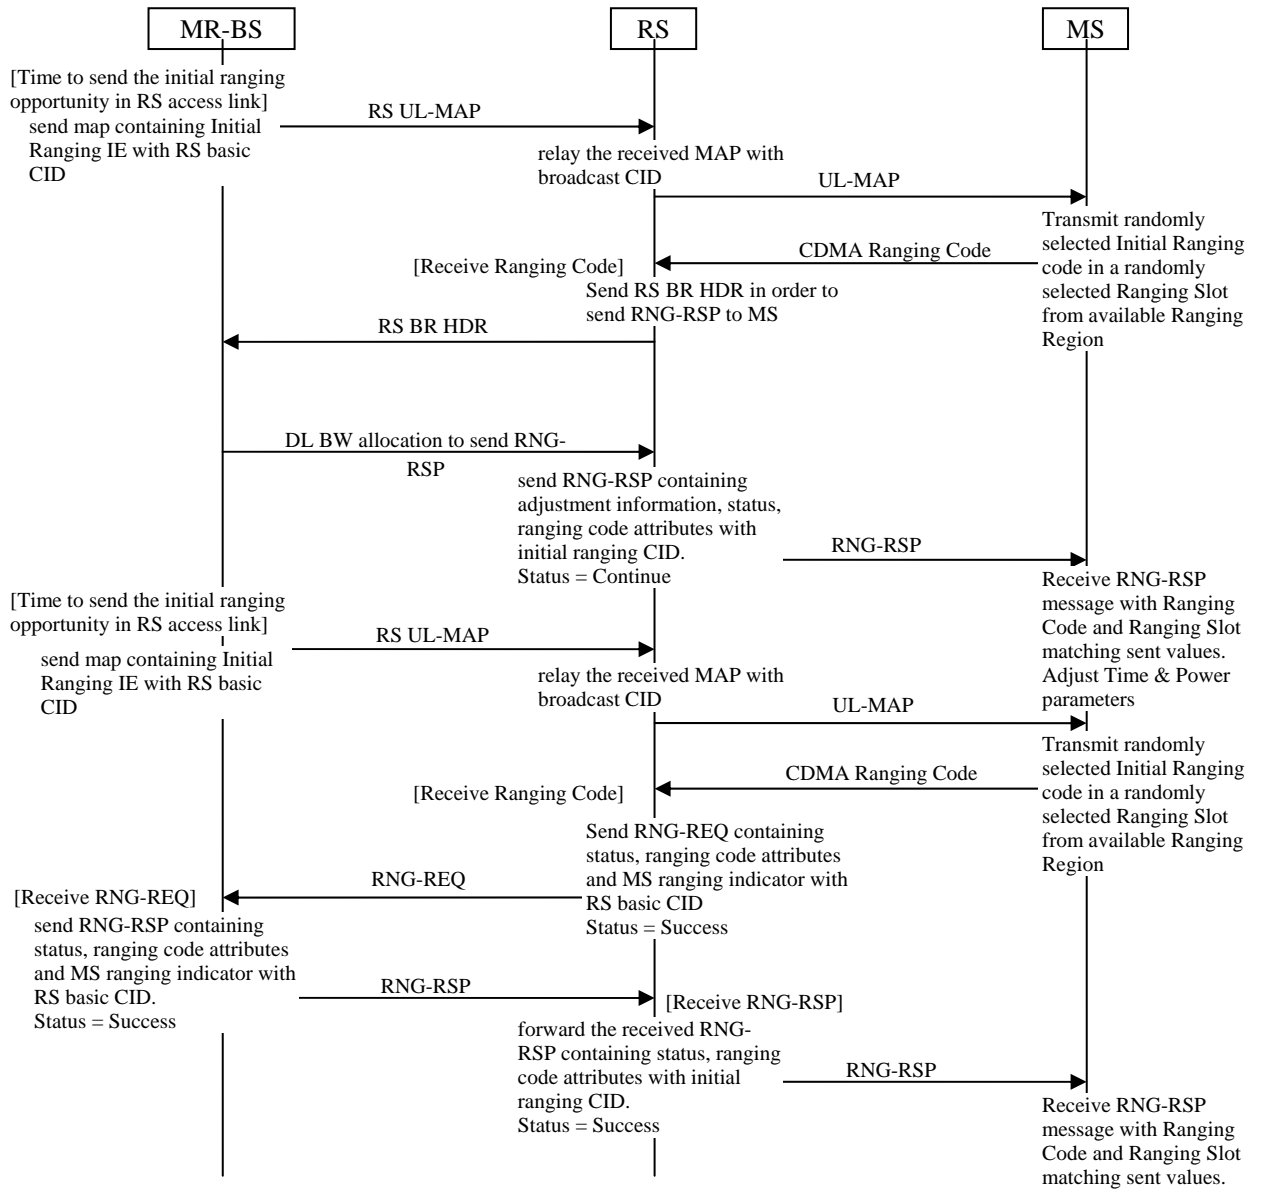 MR-BS
RS
MS
[Time to send the initial ranging
opportunity in RS access link]
send map containing Initial
Ranging IE with RS basic
CID
RS UL-MAP
relay the received MAP with
broadcast CID
UL-MAP
Transmit randomly
selected Initial Ranging
code in a randomly
selected Ranging Slot
from available Ranging
Region
CDMA Ranging Code
[Receive Ranging Code]
Send RS BR HDR in order to
send RNG-RSP to MS
RS BR HDR
DL BW allocation to send RNG-
RSP
send RNG-RSP containing
adjustment information, status,
ranging code attributes with
initial ranging CID.
Status = Continue
RNG-RSP
Receive RNG-RSP
message with Ranging
Code and Ranging Slot
matching sent values.
Adjust Time & Power
parameters
[Time to send the initial ranging
opportunity in RS access link]
send map containing Initial
Ranging IE with RS basic
CID
RS UL-MAP
relay the received MAP with
broadcast CID
UL-MAP
Transmit randomly
selected Initial Ranging
code in a randomly
selected Ranging Slot
from available Ranging
Region
CDMA Ranging Code
[Receive Ranging Code]
Send RNG-REQ containing
status, ranging code attributes
and MS ranging indicator with
RS basic CID
Status = Success
RNG-REQ
[Receive RNG-REQ]
send RNG-RSP containing
status, ranging code attributes
and MS ranging indicator with
RS basic CID.
Status = Success
RNG-RSP
[Receive RNG-RSP]
forward the received RNG-
RSP containing status, ranging
code attributes with initial
ranging CID.
Status = Success
RNG-RSP
Receive RNG-RSP
message with Ranging
Code and Ranging Slot
matching sent values.